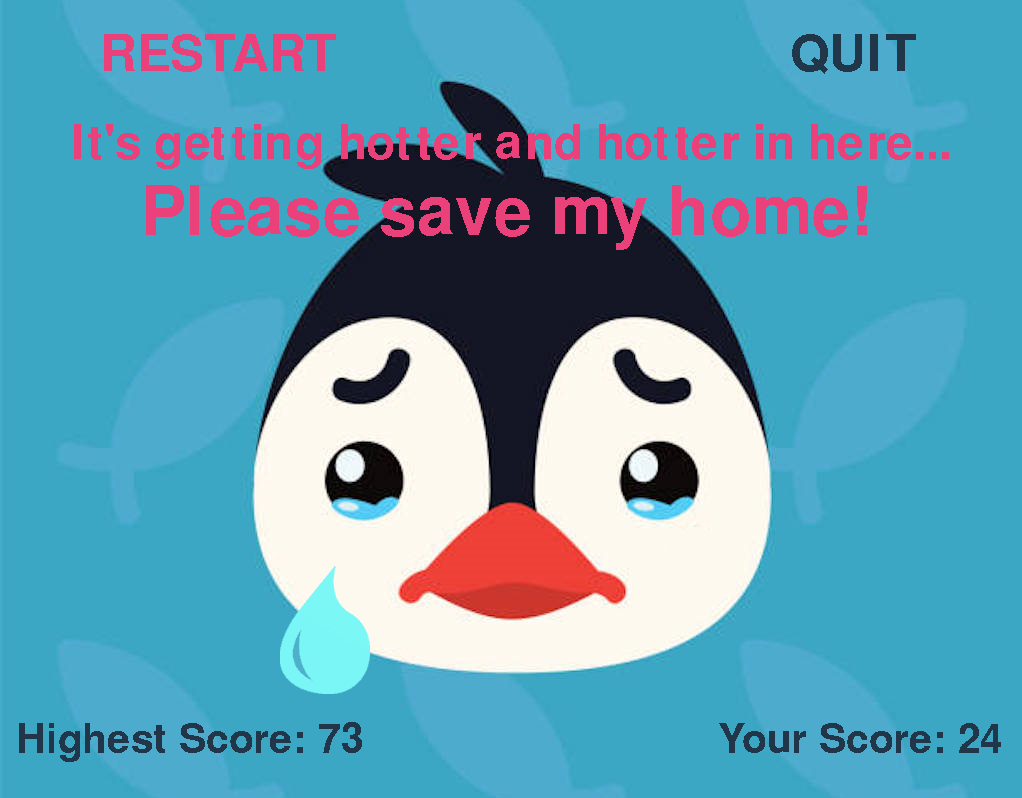 RESTART QUIT
It's getting hotter and hotter in here...
Please save my home!
Highest Score: 73 Your Score: 24